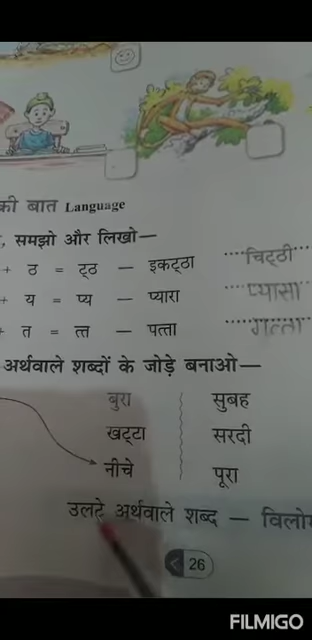 की बात Language
, समझो और लिखो—
+ ठ = ट्ठ — इकट्ठा चिट्ठी
+ य = प्य — प्यारा प्यासा
+ त = त्त — पत्ता गत्ता
अर्थवाले शब्दों के जोड़े बनाओ—
बुरा सुबह
खट्टा सरदी
नीचे पूरा
उलटे अर्थवाले शब्द — विलोम
26
FILMIGO